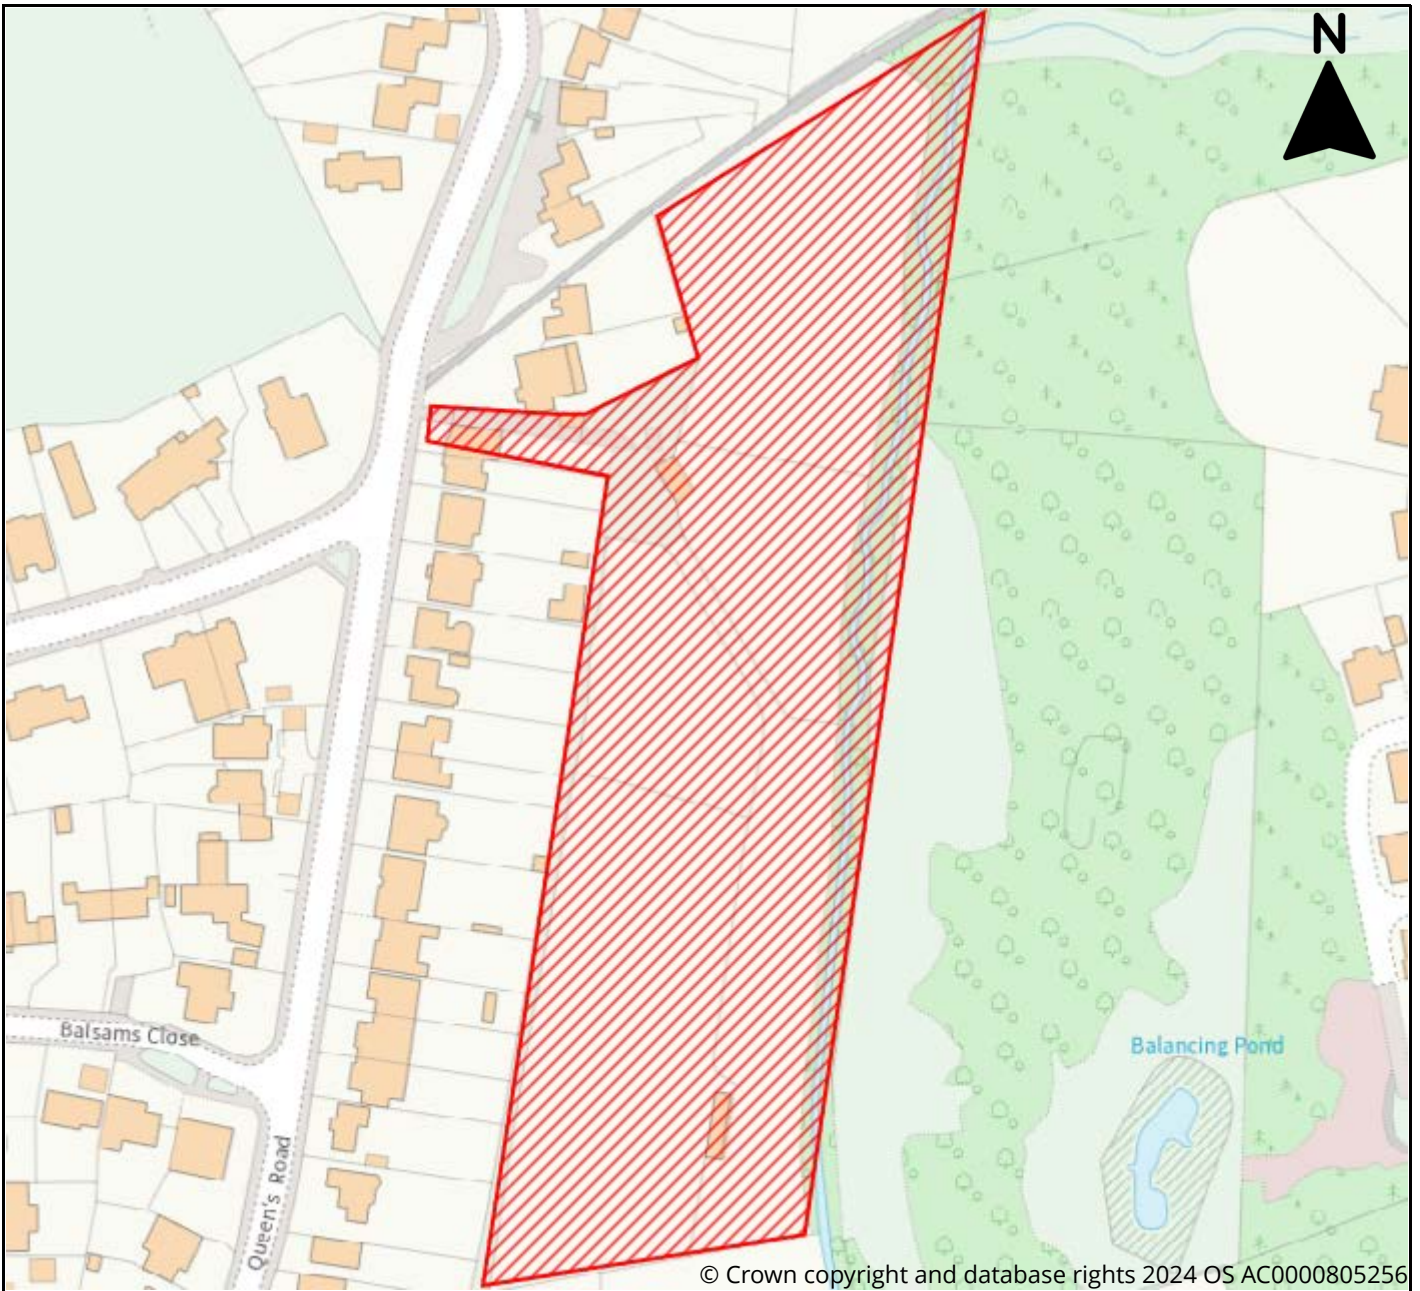 N
Balsams Close
Balancing Pond
Queen's Road
© Crown copyright and database rights 2024 OS AC0000805256